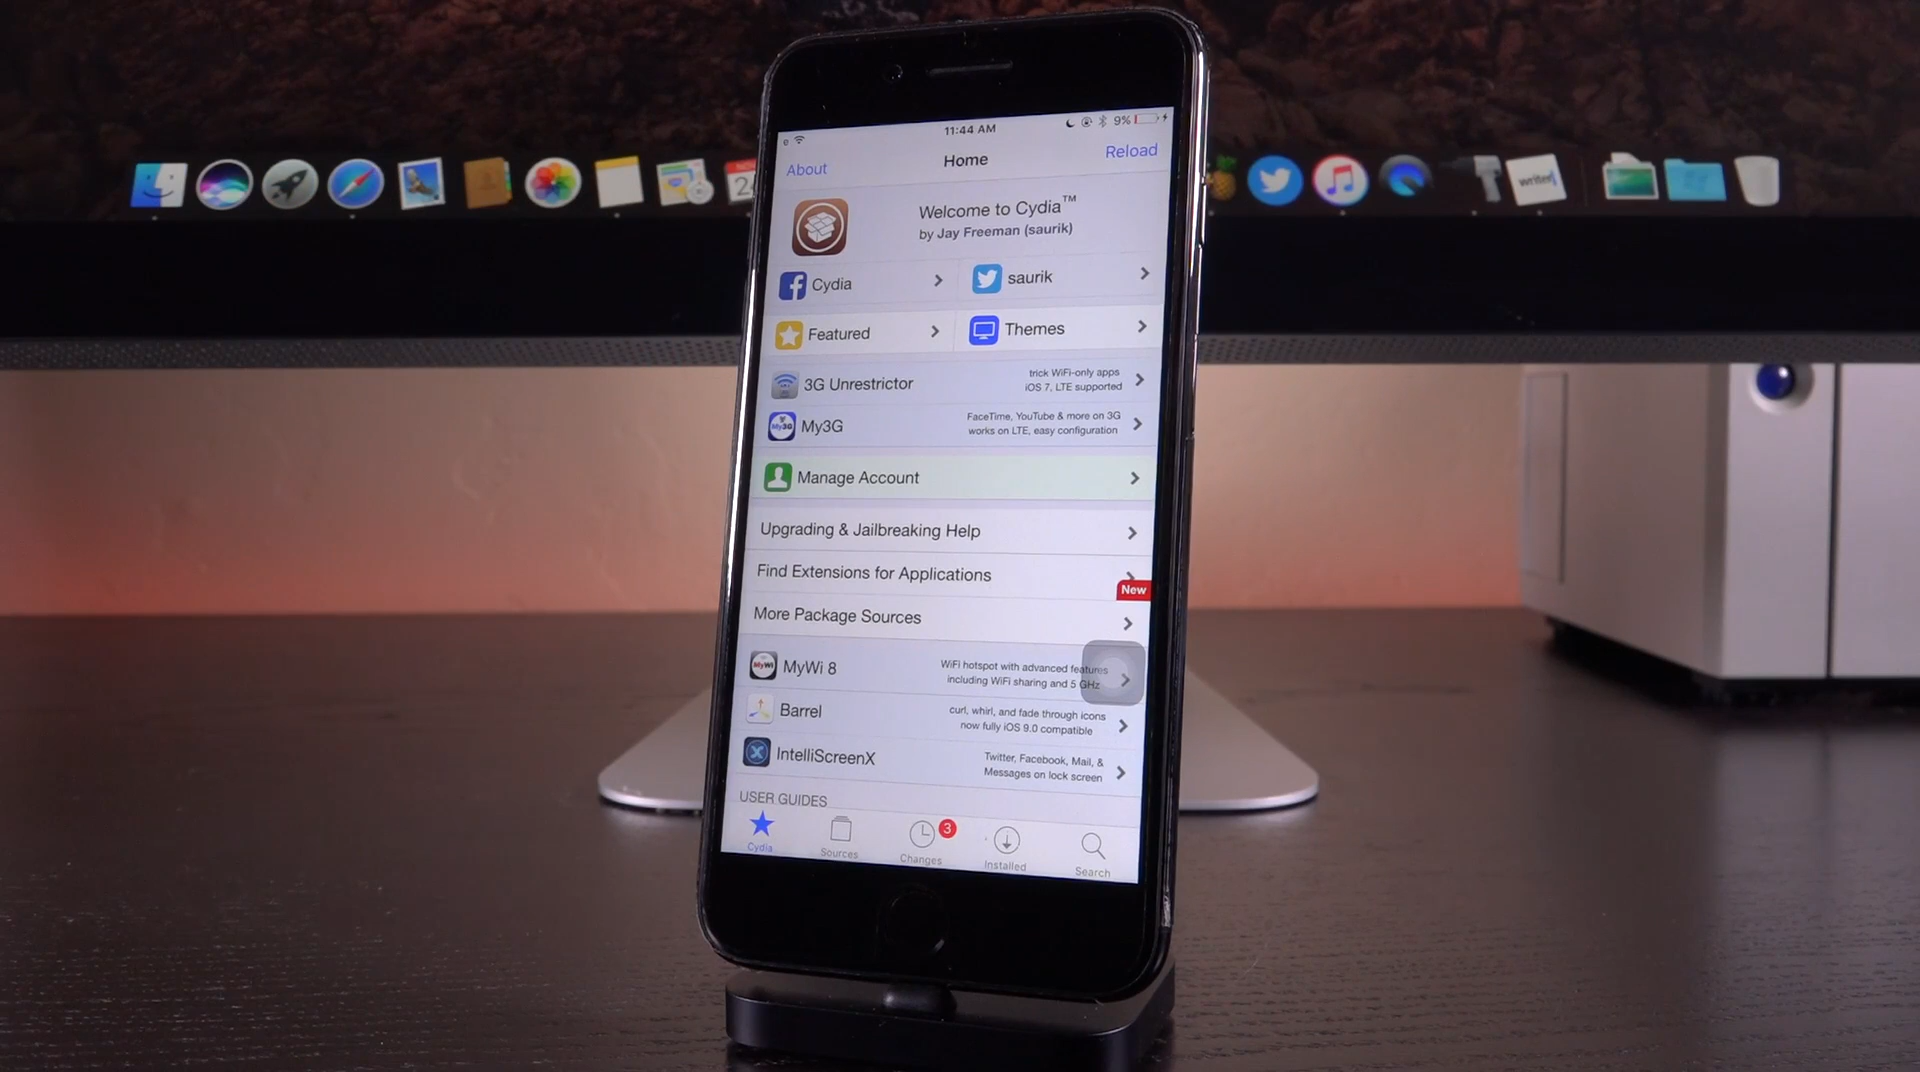 11:44 AM
9%
About
Home
Reload
Welcome to Cydia™
by Jay Freeman (saurik)
Cydia
saurik
Featured
Themes
3G Unrestrictor
trick WiFi-only apps
iOS 7, LTE supported
My3G
My3G
FaceTime, YouTube & more on 3G
works on LTE, easy configuration
Manage Account
Upgrading & Jailbreaking Help
Find Extensions for Applications
New
More Package Sources
MyWi
MyWi 8
WiFi hotspot with advanced features
including WiFi sharing and 5 GHz
Barrel
curl, whirl, and fade through icons
now fully iOS 9.0 compatible
IntelliScreenX
Twitter, Facebook, Mail, &
Messages on lock screen
USER GUIDES
Cydia
Sources
3
Changes
Installed
Search
writer